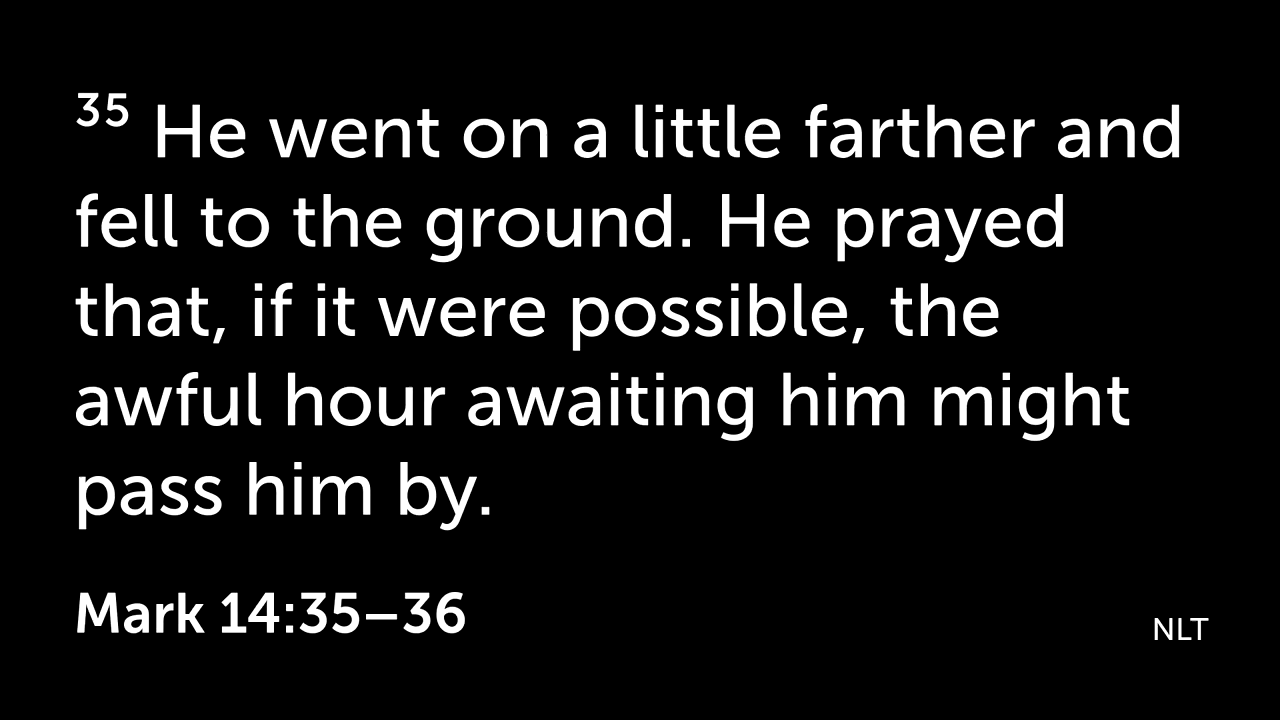 ³⁵ He went on a little farther and
fell to the ground. He prayed
that, if it were possible, the
awful hour awaiting him might
pass him by.
Mark 14:35–36
NLT